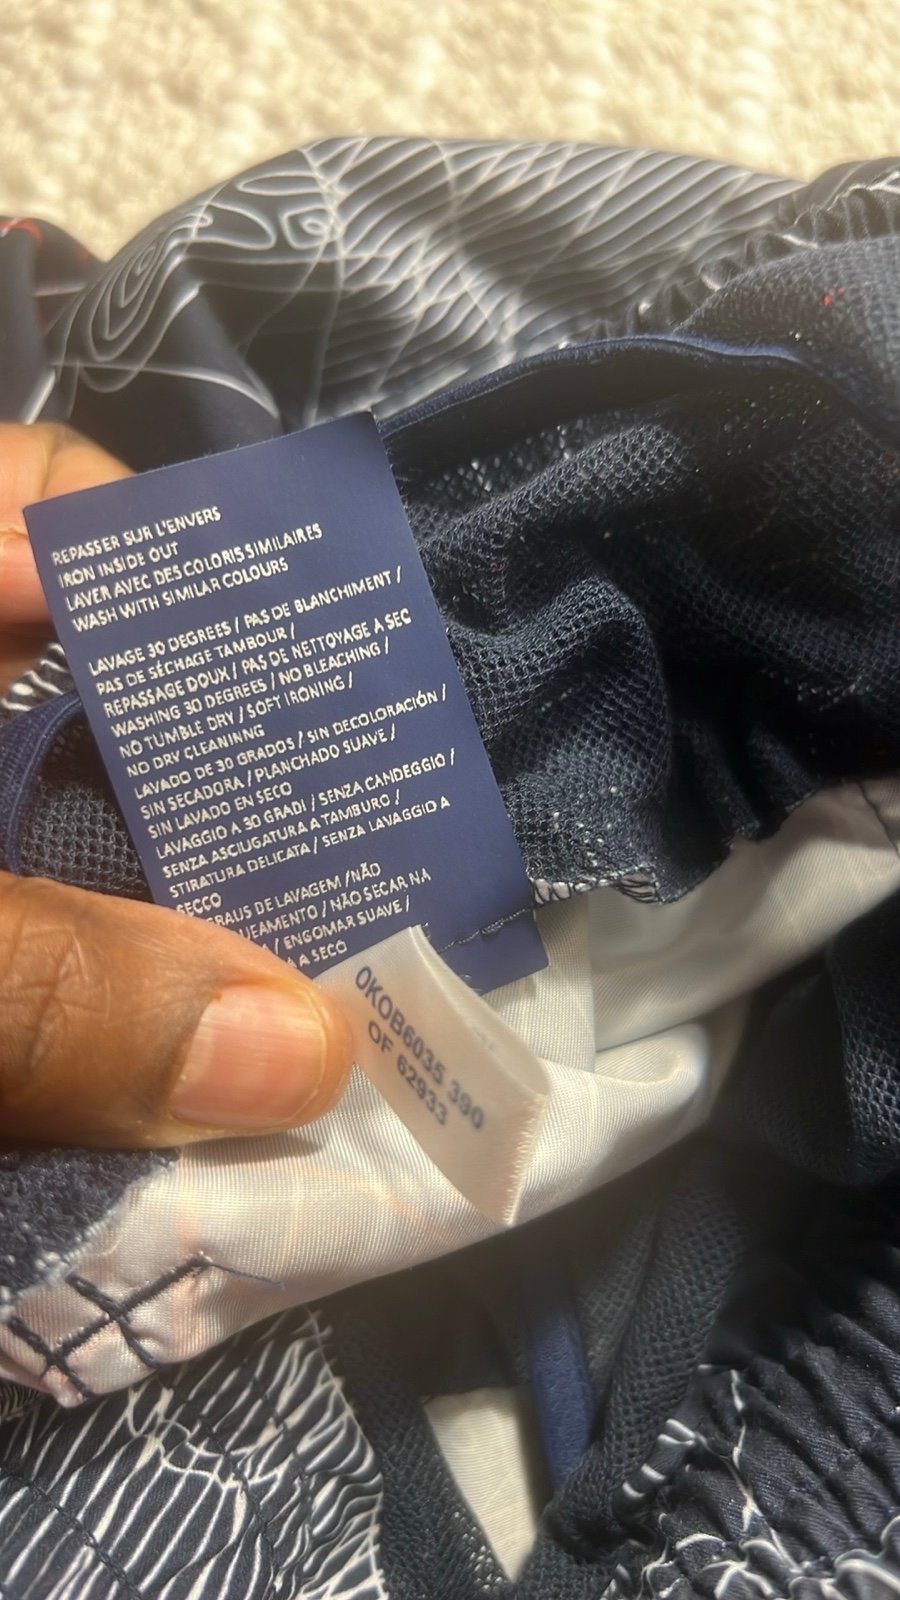 REPASSER SUR L'ENVERS
IRON INSIDE OUT
LAVER AVEC DES COLORIS SIMILAIRES
WASH WITH SIMILAR COLOURS
LAVAGE 30 DEGREES / PAS DE BLANCHIMENT /
PAS DE SÉCHAGE TAMBOUR /
REPASSAGE DOUX / PAS DE NETTOYAGE A SEC
WASHING 30 DEGREES / NO BLEACHING /
NO TUMBLE DRY / SOFT IRONING /
NO DRY CLEANINNG
LAVADO DE 30 GRADOS / SIN DECOLORACIÓN /
SIN SECADORA / PLANCHADO SUAVE /
SIN LAVADO EN SECO
LAVAGGIO A 30 GRADI / SENZA CANDEGGIO /
SENZA ASCIUGATURA A TAMBURO /
STIRATURA DELICATA / SENZA LAVAGGIO A
SECCO
DE LAVAGEM /NÃO
/ NÃO SECAR NA
/ ENGOMAR SUAVE /
A SECO
0K0B6035 390
OF 62933